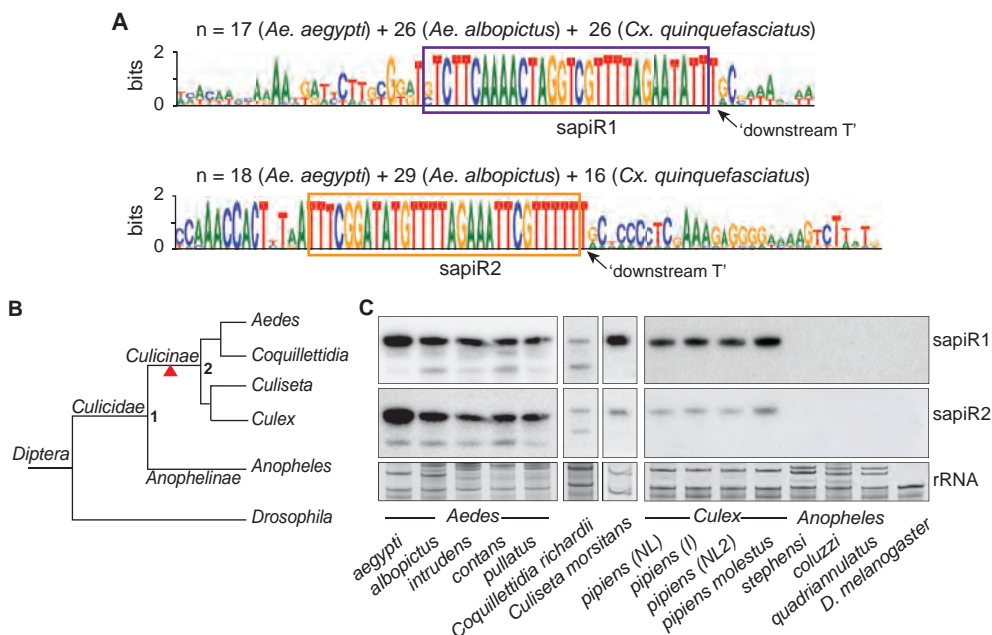 A
n = 17 (Ae. aegypti) + 26 (Ae. albopictus) + 26 (Cx. quinquefasciatus)
2
bits
0
TCTTCAAAACTAGGTCGTTTTAGAATATT
sapiR1
'downstream T'
n = 18 (Ae. aegypti) + 29 (Ae. albopictus) + 16 (Cx. quinquefasciatus)
2
bits
0
CCAAACCACT
TTTCGGATATGTTTTAGAAATTCGTTTTTT
sapiR2
'downstream T'
B
Aedes
Culicinae
Coquillettidia
2
Culiseta
Culicidae
Culex
1
Diptera
Anopheles
Anophelinae
Drosophila
C
sapiR1
sapiR2
rRNA
Aedes
Culex
Anopheles
aegypti
albopictus
intrudens
contans
pullatus
Coquillettidia richardii
Culiseta morsitans
pipiens (NL)
pipiens (I)
pipiens (NL2)
pipiens molestus
stephensi
coluzzi
quadriannulatus
D. melanogaster